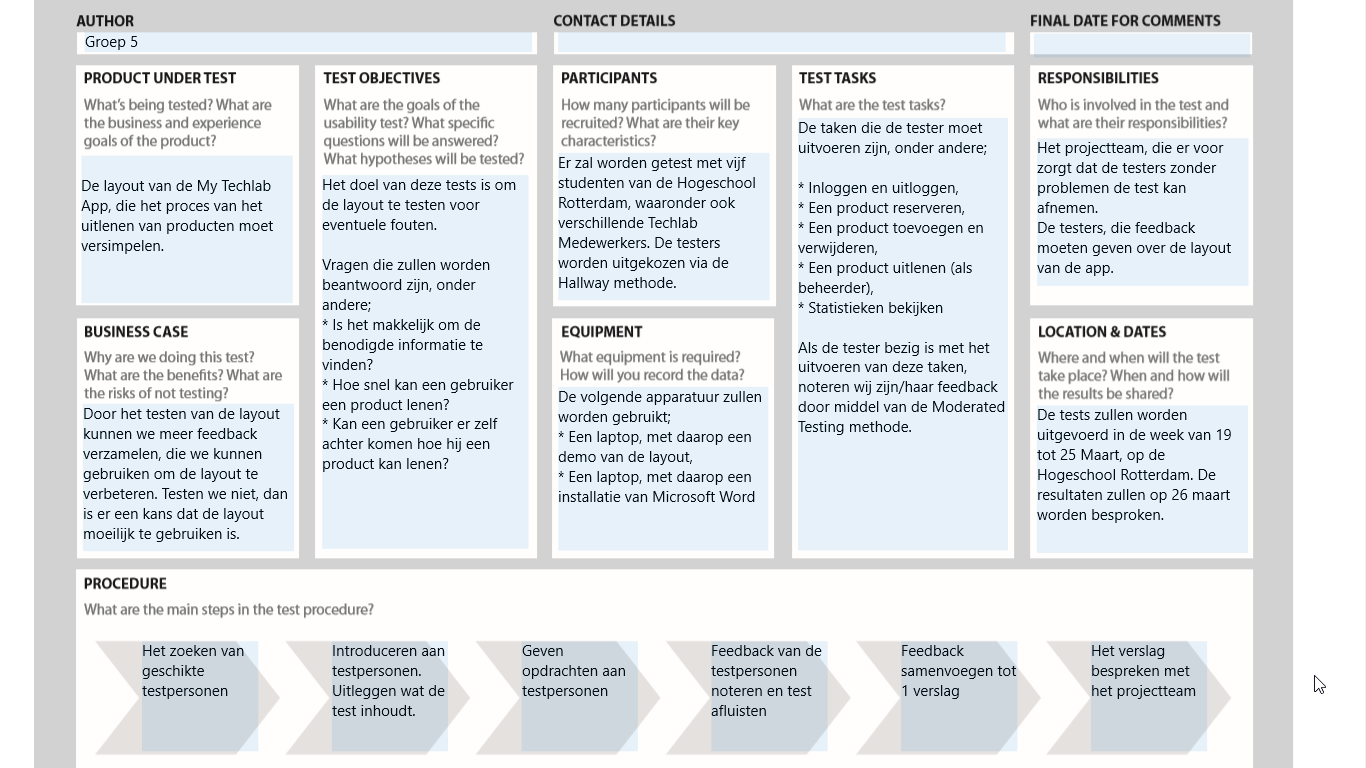 AUTHOR
Groep 5
CONTACT DETAILS
FINAL DATE FOR COMMENTS
PRODUCT UNDER TEST
What's being tested? What are
the business and experience
goals of the product?
De layout van de My Techlab
App, die het proces van het
uitlenen van producten moet
versimpelen.
BUSINESS CASE
Why are we doing this test?
What are the benefits? What are
the risks of not testing?
Door het testen van de layout
kunnen we meer feedback
verzamelen, die we kunnen
gebruiken om de layout te
verbeteren. Testen we niet, dan
is er een kans dat de layout
moeilijk te gebruiken is.
TEST OBJECTIVES
What are the goals of the
usability test? What specific
questions will be answered?
What hypotheses will be tested?
Het doel van deze tests is om
de layout te testen voor
eventuele fouten.
Vragen die zullen worden
beantwoord zijn, onder
andere;
* Is het makkelijk om de
benodigde informatie te
vinden?
* Hoe snel kan een gebruiker
een product lenen?
* Kan een gebruiker er zelf
achter komen hoe hij een
product kan lenen?
PARTICIPANTS
How many participants will be
recruited? What are their key
characteristics?
Er zal worden getest met vijf
studenten van de Hogeschool
Rotterdam, waaronder ook
verschillende Techlab
Medewerkers. De testers
worden uitgekozen via de
Hallway methode.
EQUIPMENT
What equipment is required?
How will you record the data?
De volgende apparatuur zullen
worden gebruikt;
* Een laptop, met daarop een
demo van de layout,
* Een laptop, met daarop een
installatie van Microsoft Word
TEST TASKS
What are the test tasks?
De taken die de tester moet
uitvoeren zijn, onder andere;
* Inloggen en uitloggen,
* Een product reserveren,
* Een product toevoegen en
verwijderen,
* Een product uitlenen (als
beheerder),
* Statistieken bekijken
Als de tester bezig is met het
uitvoeren van deze taken,
noteren wij zijn/haar feedback
door middel van de Moderated
Testing methode.
RESPONSIBILITIES
Who is involved in the test and
what are their responsibilities?
Het projectteam, die er voor
zorgt dat de testers zonder
problemen de test kan
afnemen.
De testers, die feedback
moeten geven over de layout
van de app.
LOCATION & DATES
Where and when will the test
take place? When and how will
the results be shared?
De tests zullen worden
uitgevoerd in de week van 19
tot 25 Maart, op de
Hogeschool Rotterdam. De
resultaten zullen op 26 maart
worden besproken.
PROCEDURE
What are the main steps in the test procedure?
Het zoeken van
geschikte
testpersonen
Introduceren aan
testpersonen.
Uitleggen wat de
test inhoudt.
Geven
opdrachten aan
testpersonen
Feedback van de
testpersonen
noteren en test
afluisten
Feedback
samenvoegen tot
1 verslag
Het verslag
bespreken met
het projectteam